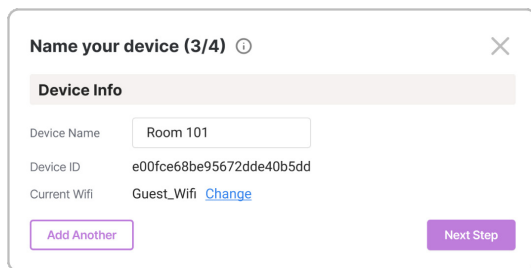 Name your device (3/4)
Device Info
Device Name Room 101
Device ID e00fce68be95672dde40b5dd
Current Wifi Guest_Wifi Change
Add Another Next Step